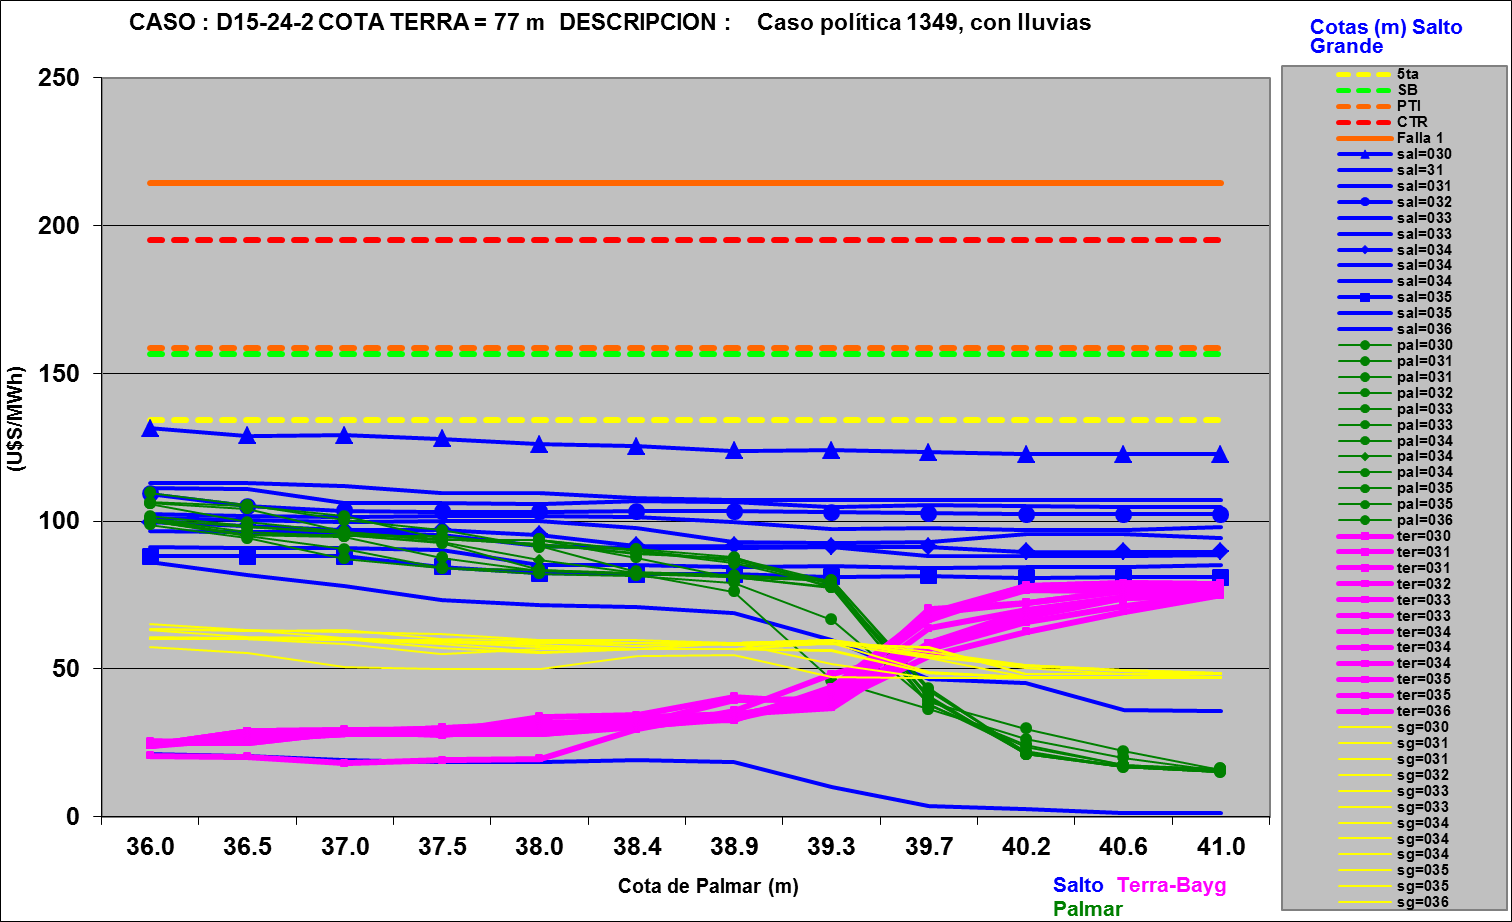 CASO : D15-24-2 COTA TERRA = 77 m DESCRIPCION : Caso política 1349, con lluvias
Cotas (m) Salto
Grande
250
200
150
100
50
0
(U$S/MWh)
36.0 36.5 37.0 37.5 38.0 38.4 38.9 39.3 39.7 40.2 40.6 41.0
Cota de Palmar (m)
Salto Terra-Bayg
Palmar
5ta
SB
PTI
CTR
Falla 1
sal=030
sal=31
sal=031
sal=032
sal=033
sal=033
sal=034
sal=034
sal=034
sal=035
sal=035
sal=036
pal=030
pal=031
pal=031
pal=032
pal=033
pal=033
pal=034
pal=034
pal=034
pal=035
pal=035
pal=036
ter=030
ter=031
ter=031
ter=032
ter=033
ter=033
ter=034
ter=034
ter=034
ter=035
ter=035
ter=036
sg=030
sg=031
sg=031
sg=032
sg=033
sg=033
sg=034
sg=034
sg=034
sg=035
sg=035
sg=036